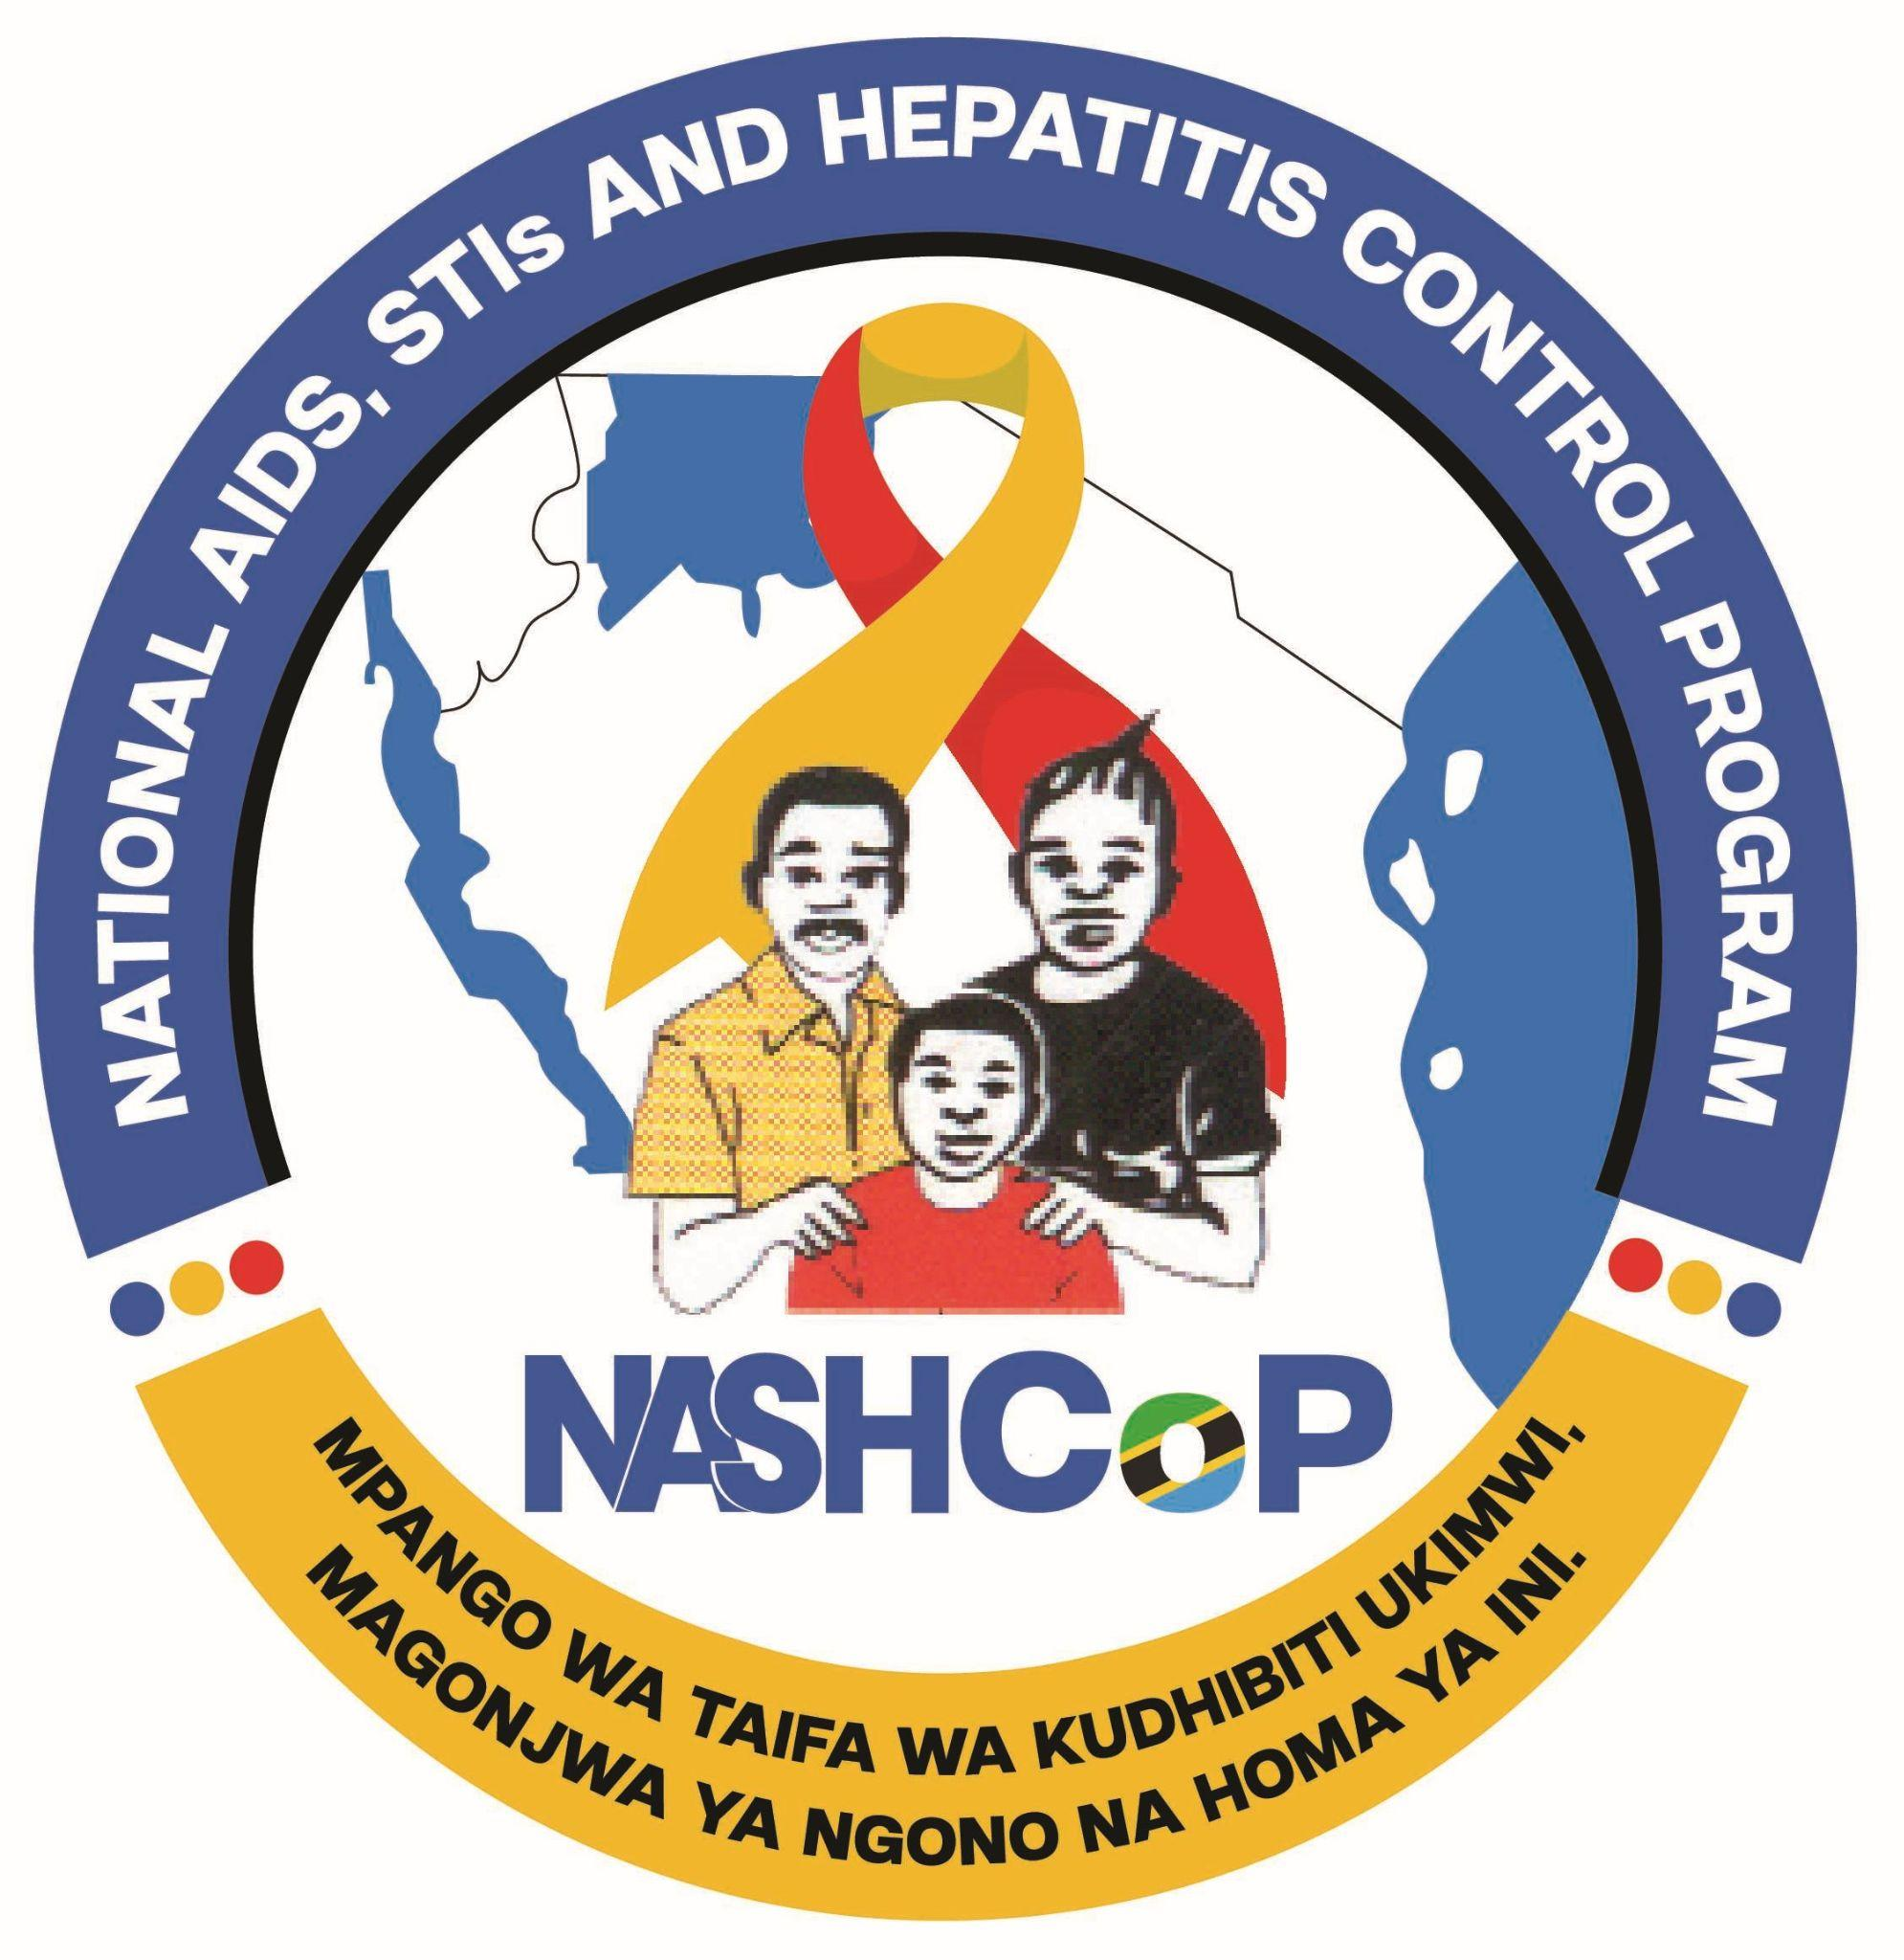 NATIONAL AIDS, STIs AND HEPATITIS CONTROL PROGRAM
NASHCoP
MPANGO WA TAIFA WA KUDHIBITI UKIMWI,
MAGONJWA YA NGONO NA HOMA YA INI.